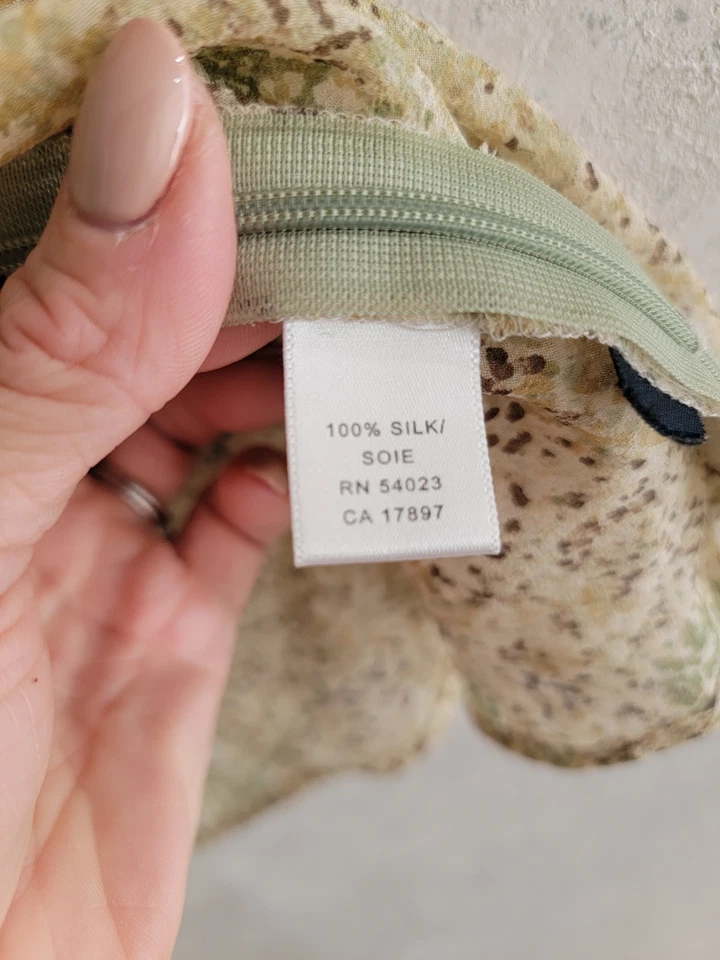 100% SILK/
SOIE
RN 54023
CA 17897